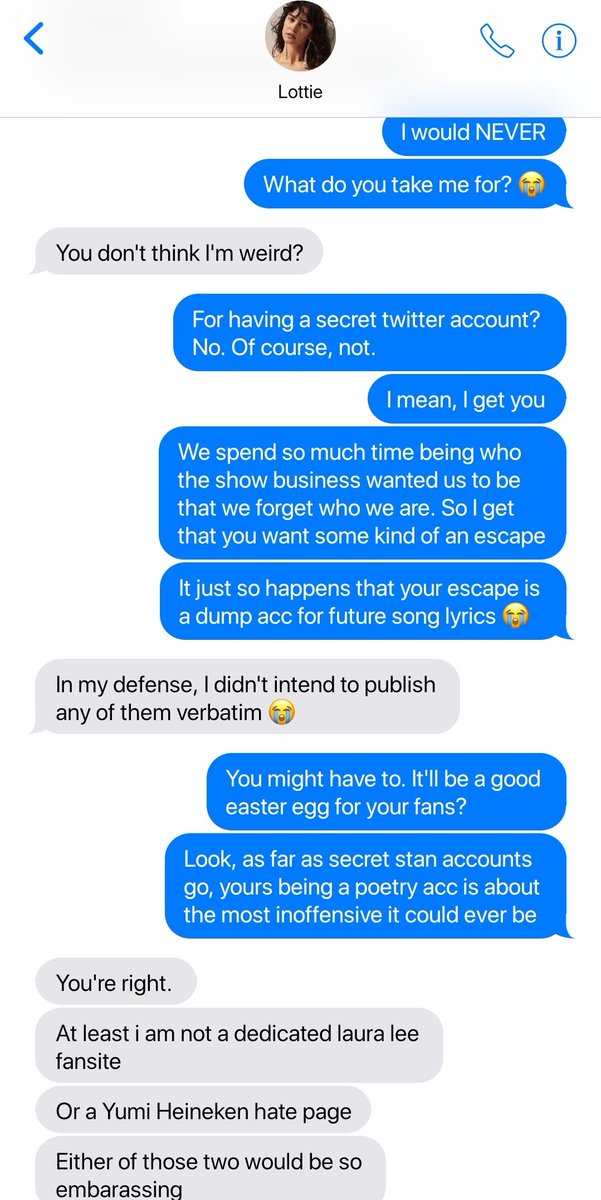 Lottie
I would NEVER
What do you take me for? 😭
You don't think I'm weird?
For having a secret twitter account?
No. Of course, not.
I mean, I get you
We spend so much time being who
the show business wanted us to be
that we forget who we are. So I get
that you want some kind of an escape
It just so happens that your escape is
a dump acc for future song lyrics 😭
In my defense, I didn't intend to publish
any of them verbatim 😭
You might have to. It'll be a good
easter egg for your fans?
Look, as far as secret stan accounts
go, yours being a poetry acc is about
the most inoffensive it could ever be
You're right.
At least i am not a dedicated laura lee
fansite
Or a Yumi Heineken hate page
Either of those two would be so
embarassing